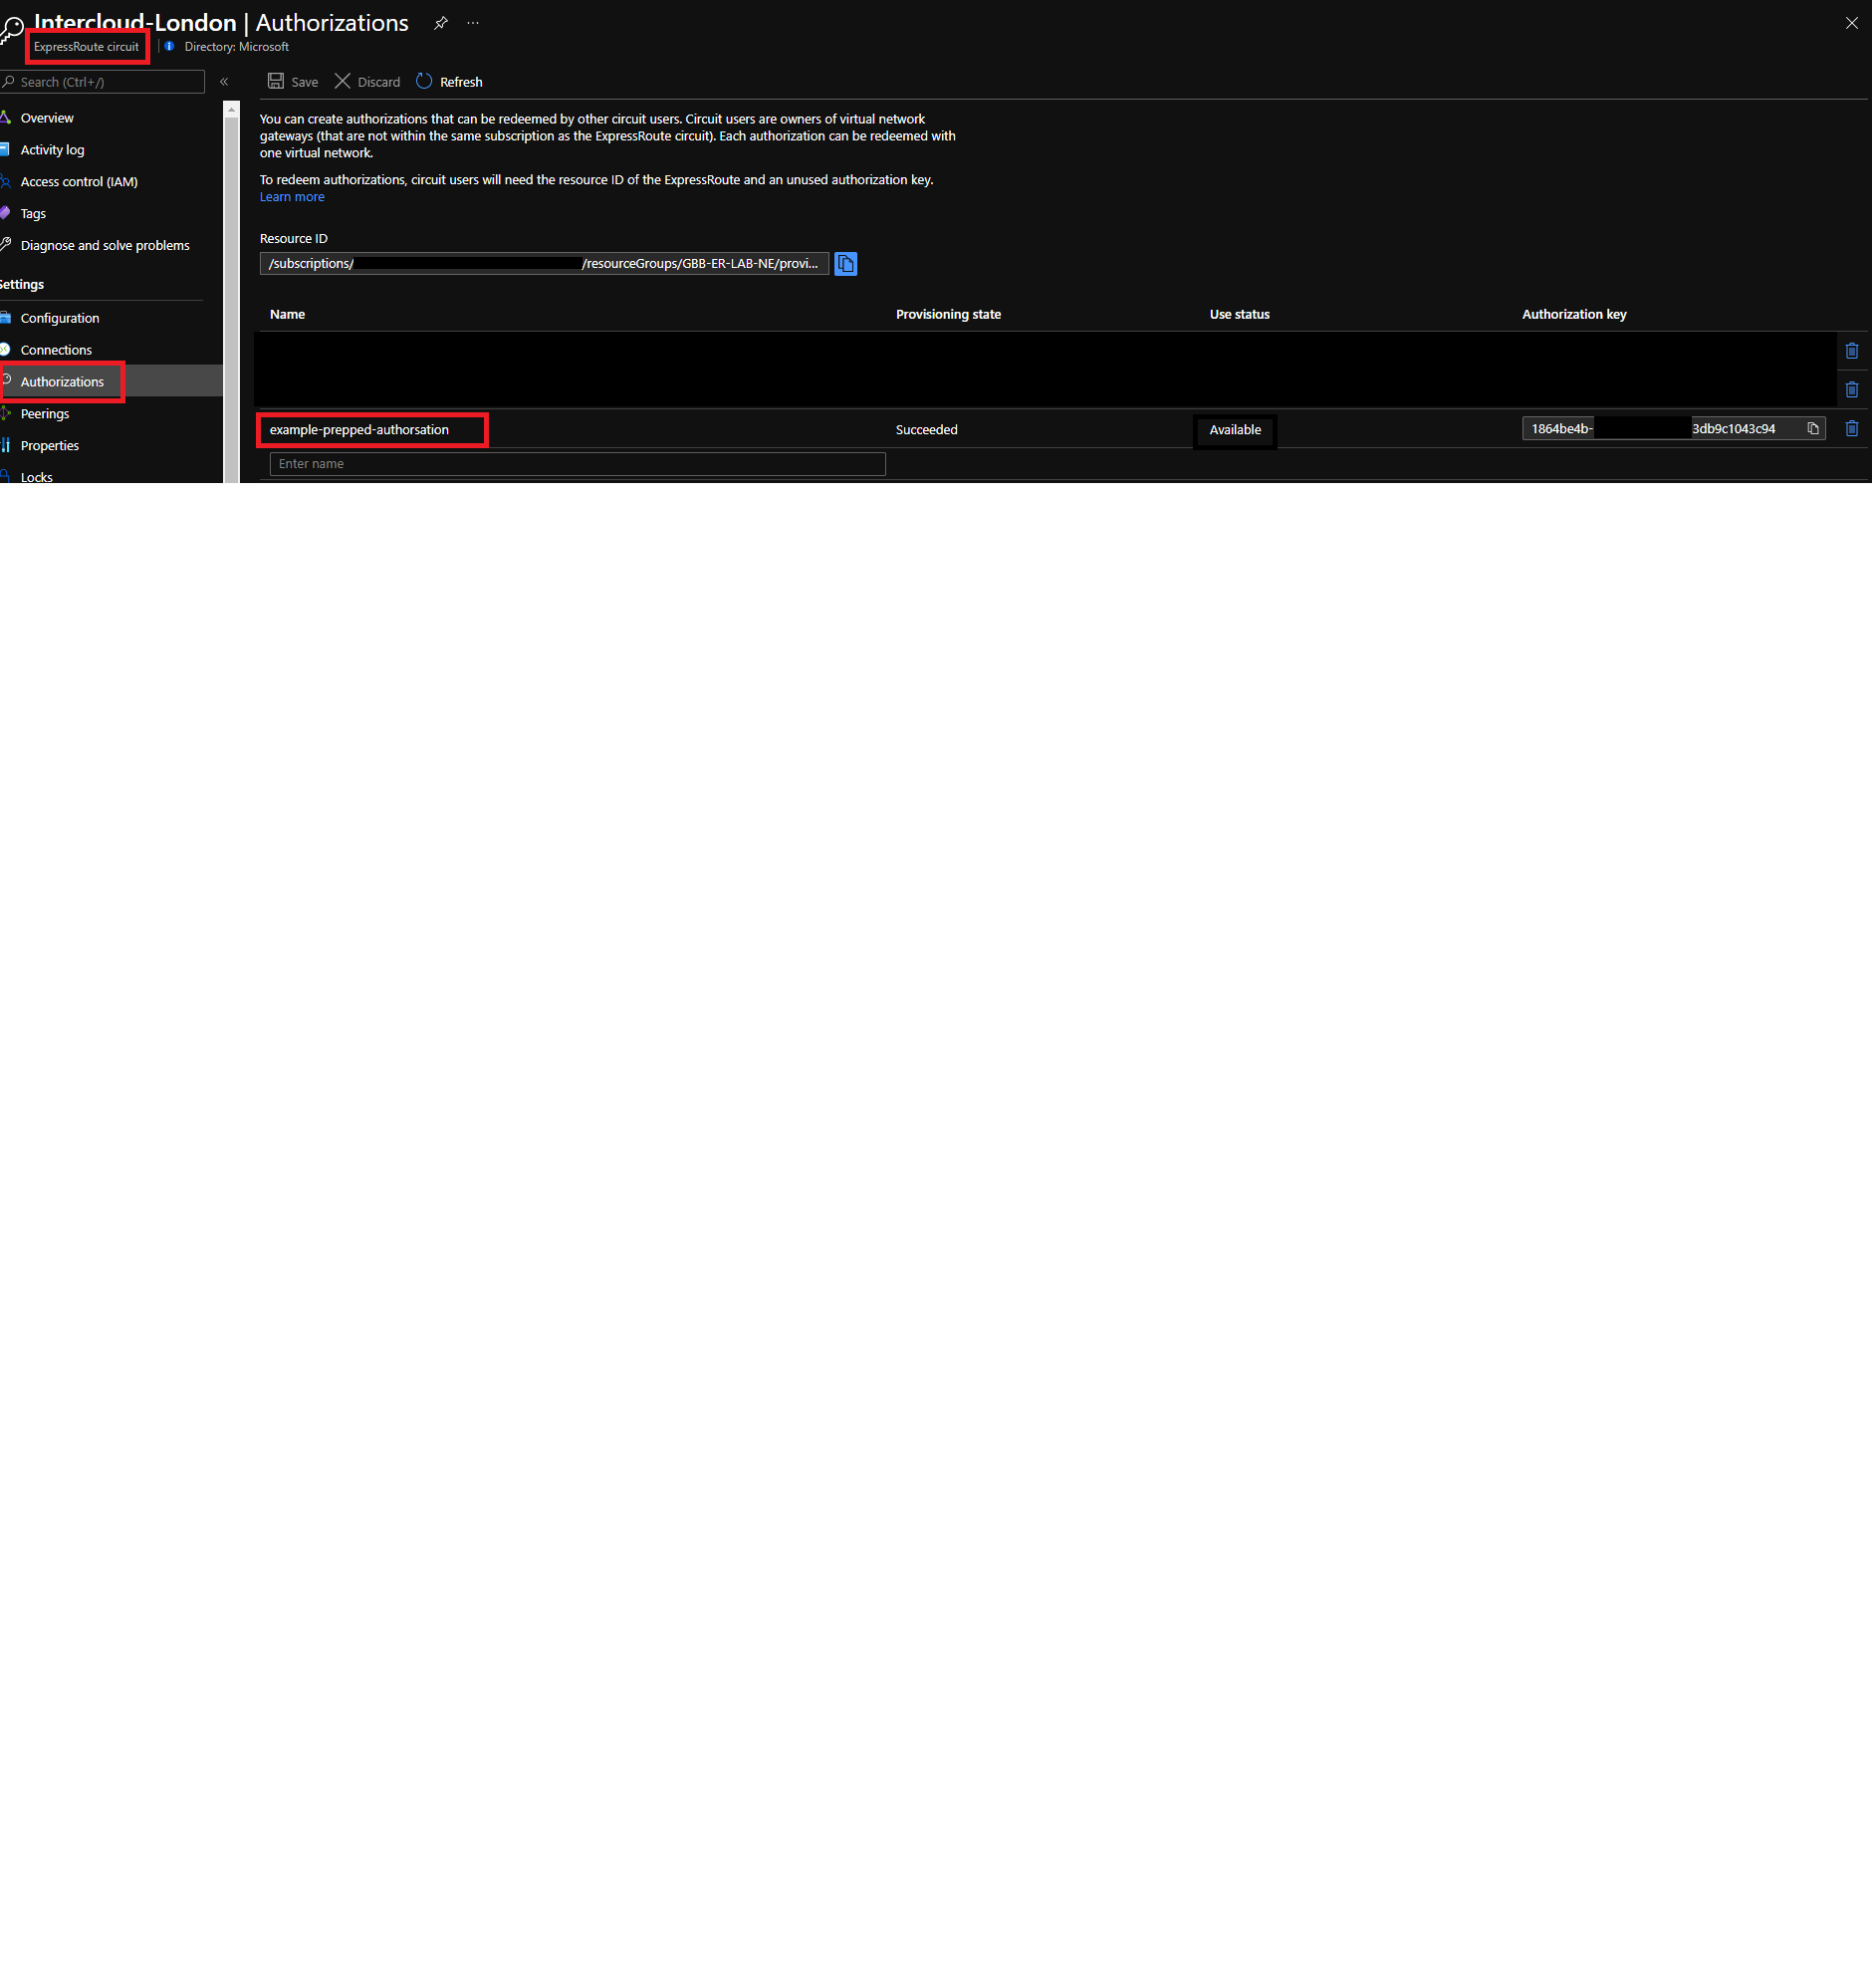 Intercloud-London | Authorizations
ExpressRoute circuit
Directory: Microsoft
Search (Ctrl+/)
Save
Discard
Refresh
Overview
Activity log
Access control (IAM)
Tags
Diagnose and solve problems
Settings
Configuration
Connections
Authorizations
Peerings
Properties
Locks
You can create authorizations that can be redeemed by other circuit users. Circuit users are owners of virtual network
gateways (that are not within the same subscription as the ExpressRoute circuit). Each authorization can be redeemed with
one virtual network.
To redeem authorizations, circuit users will need the resource ID of the ExpressRoute and an unused authorization key.
Learn more
Resource ID
/subscriptions/ /resourceGroups/GBB-ER-LAB-NE/provi...
Name Provisioning state Use status Authorization key
example-prepped-authorsation Succeeded Available 1864be4b- 3db9c1043c94
Enter name